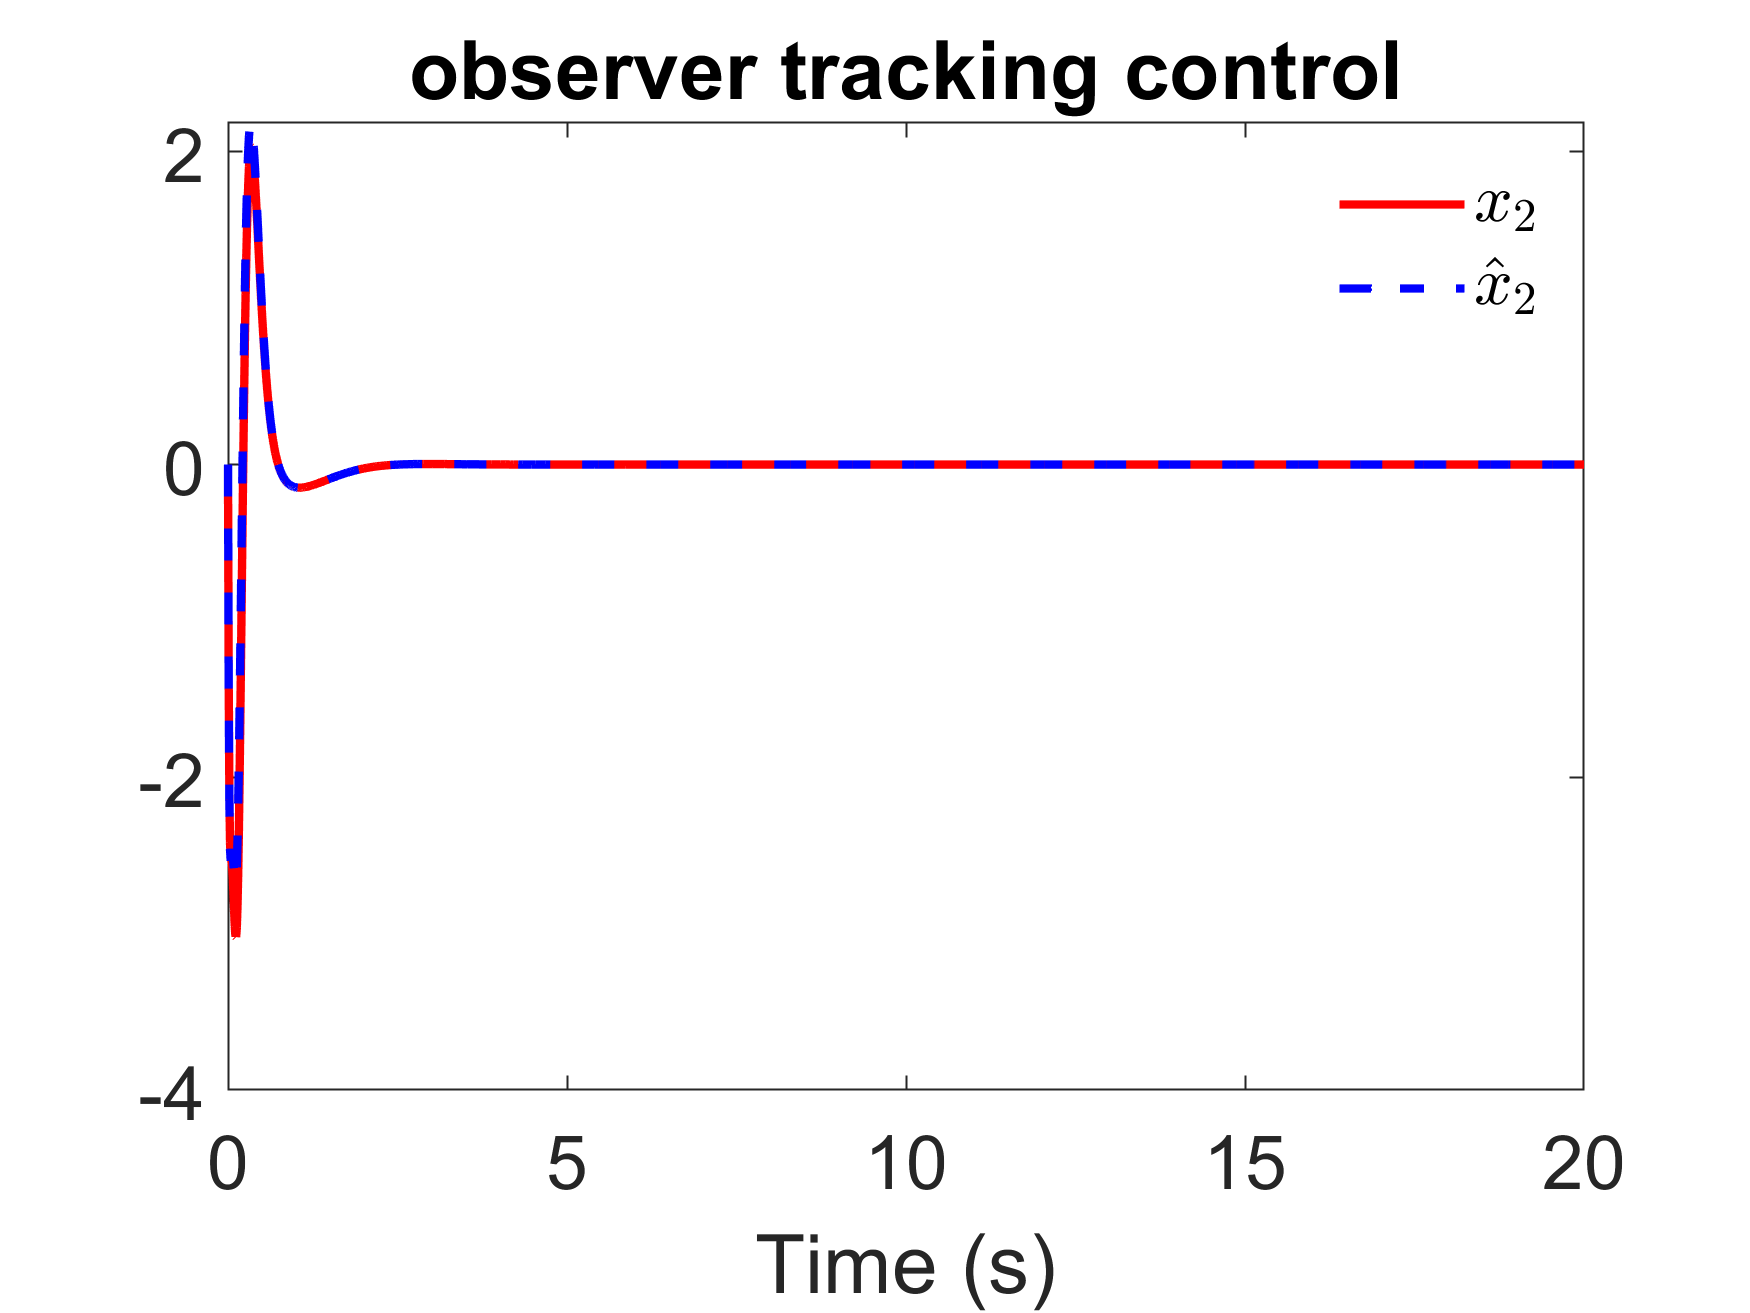 observer tracking control
2
0
-2
-4
x₂
x̂₂
0 5 10 15 20
Time (s)